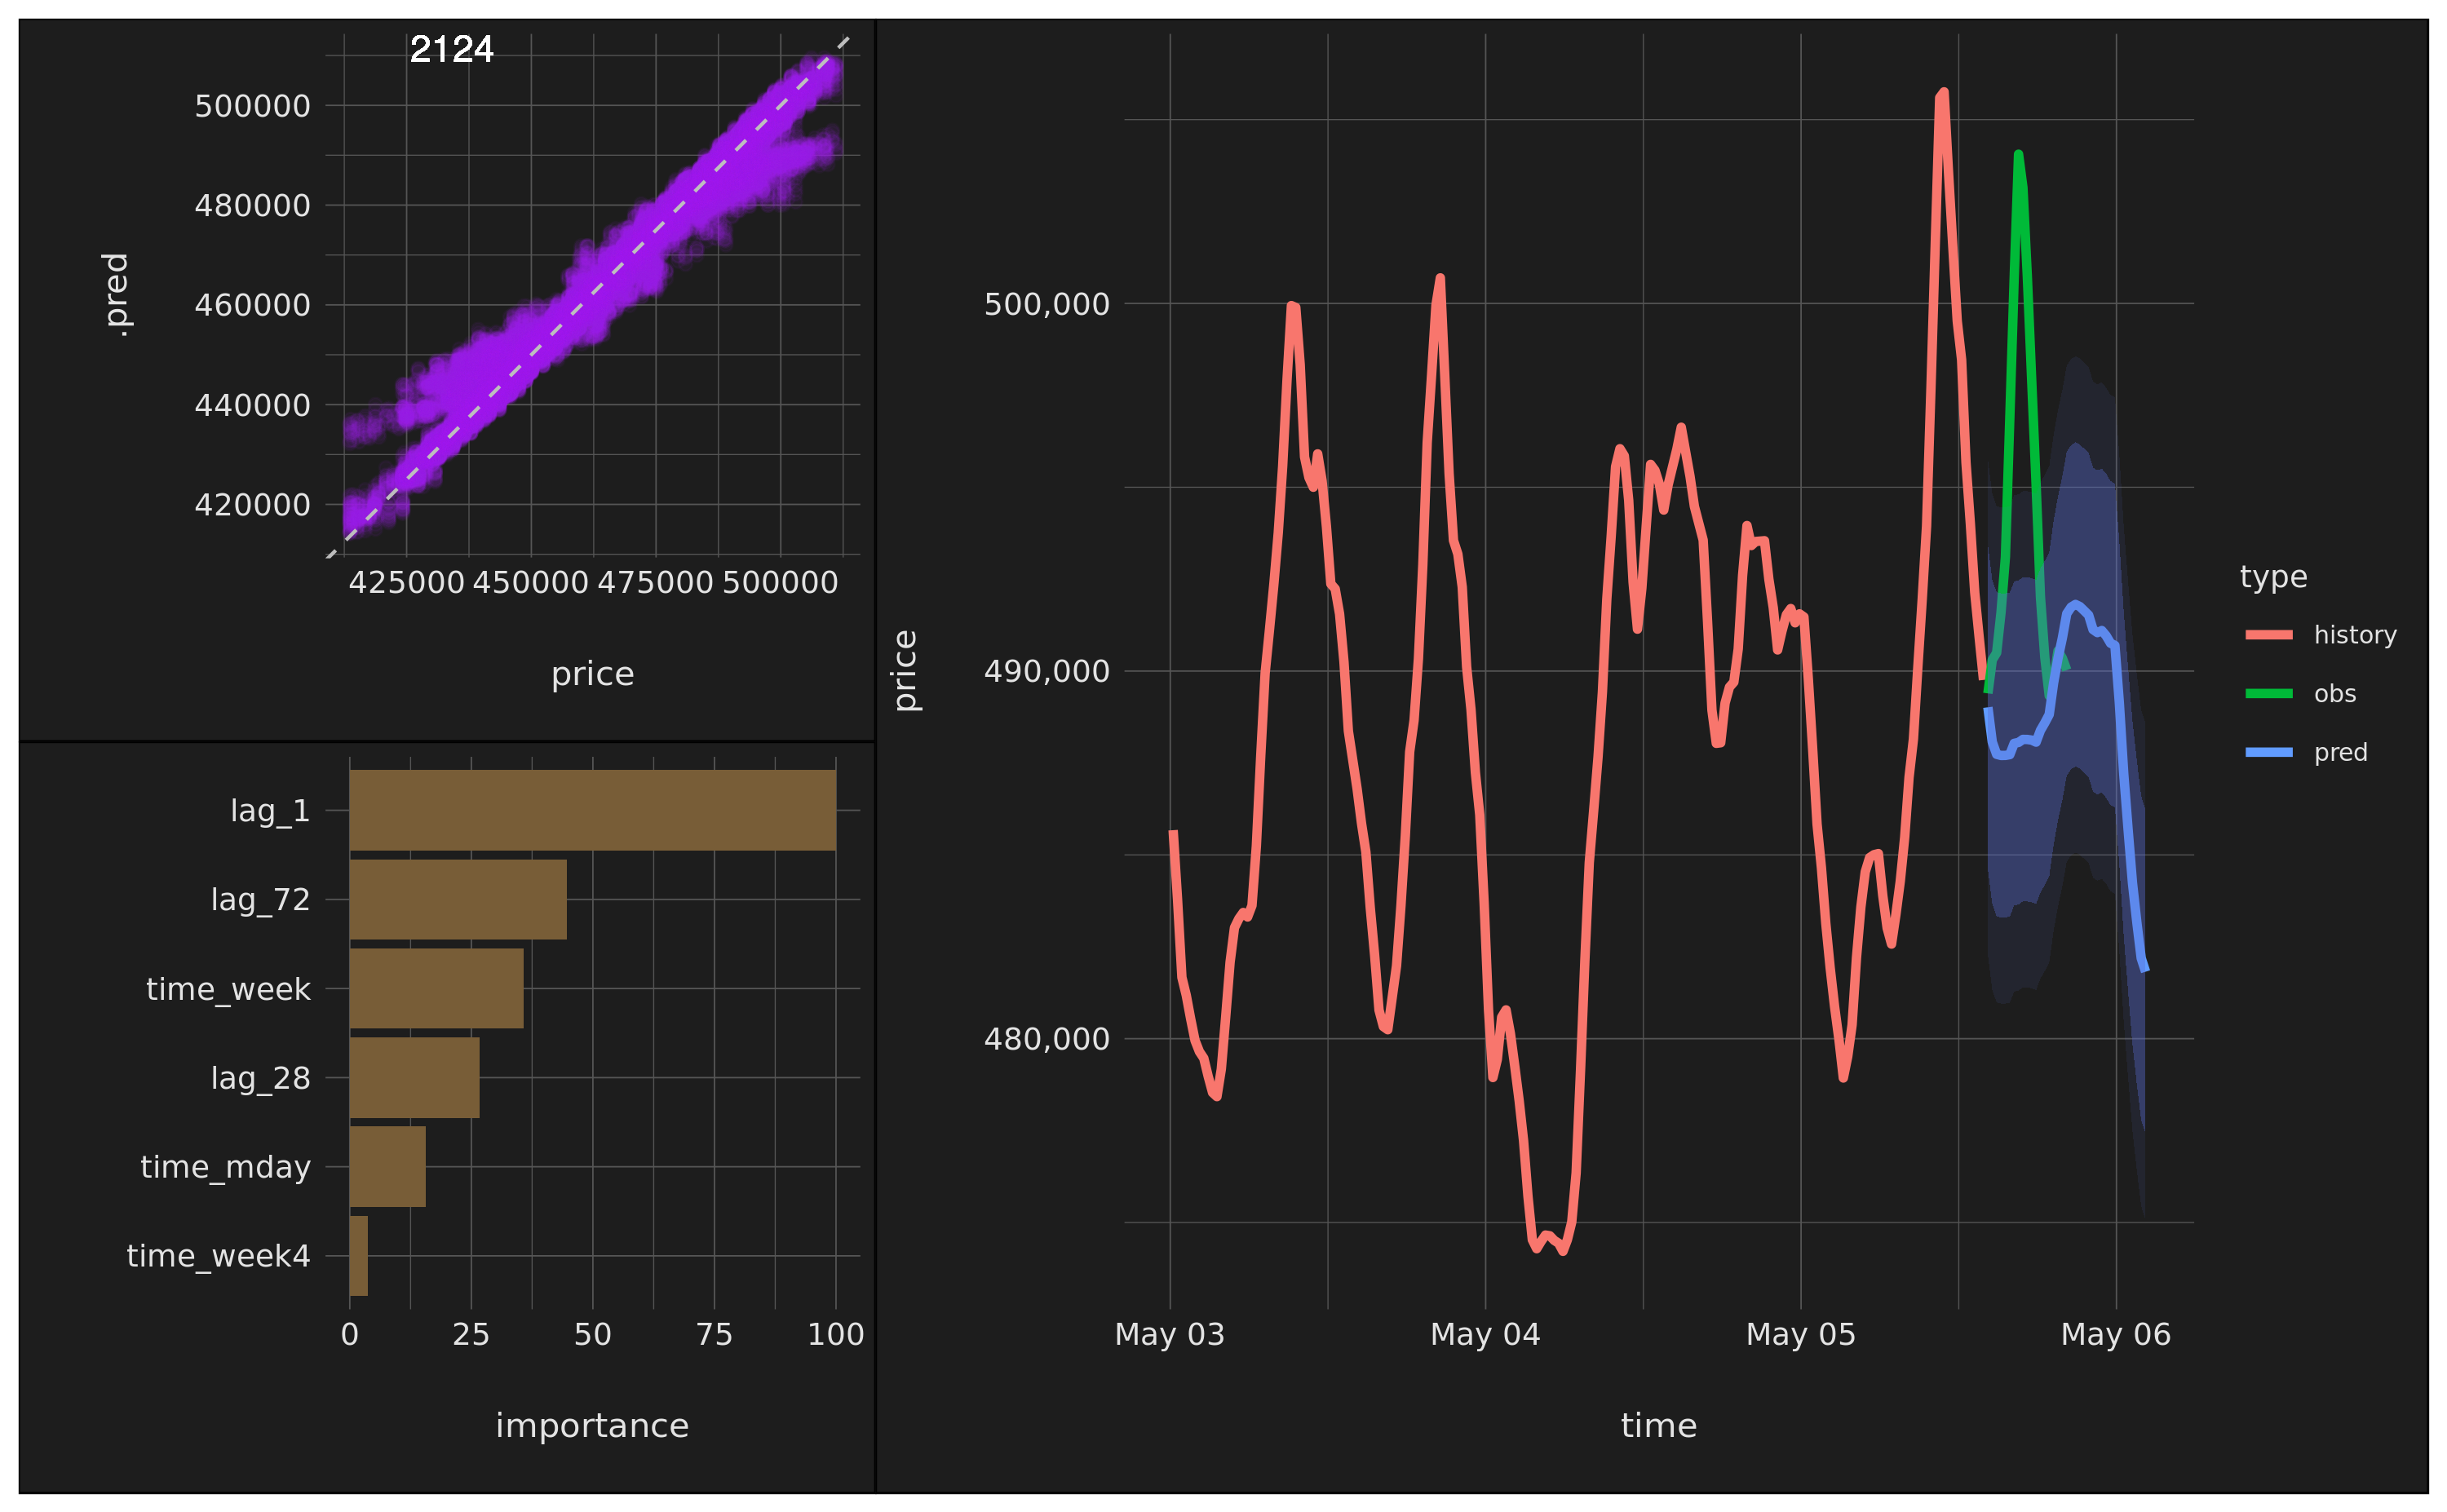 2124
500000
480000
460000
440000
420000
.pred
425000 450000 475000 500000
price
lag_1
lag_72
time_week
lag_28
time_mday
time_week4
0 25 50 75 100
importance
500,000
490,000
480,000
price
May 03 May 04 May 05 May 06
time
type
history
obs
pred